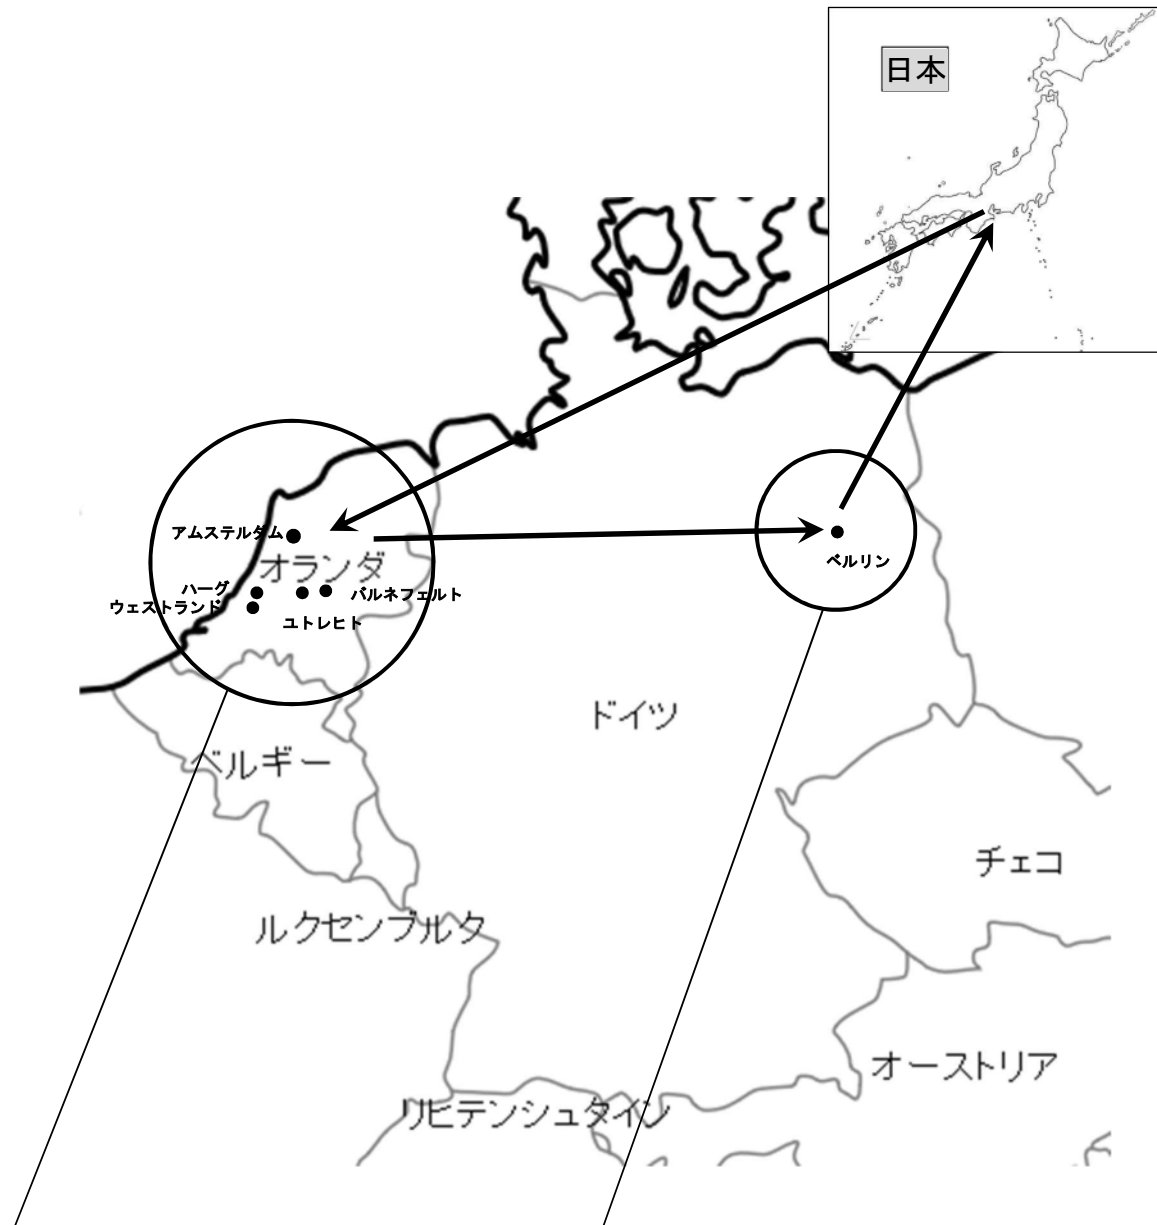 日本
アムステルダム
オランダ
ハーグ
ウェストランド
バルネフェルト
ユトレヒト
ベルリン
ドイツ
ベルギー
チェコ
ルクセンブルク
オーストリア
リヒテンシュタイン